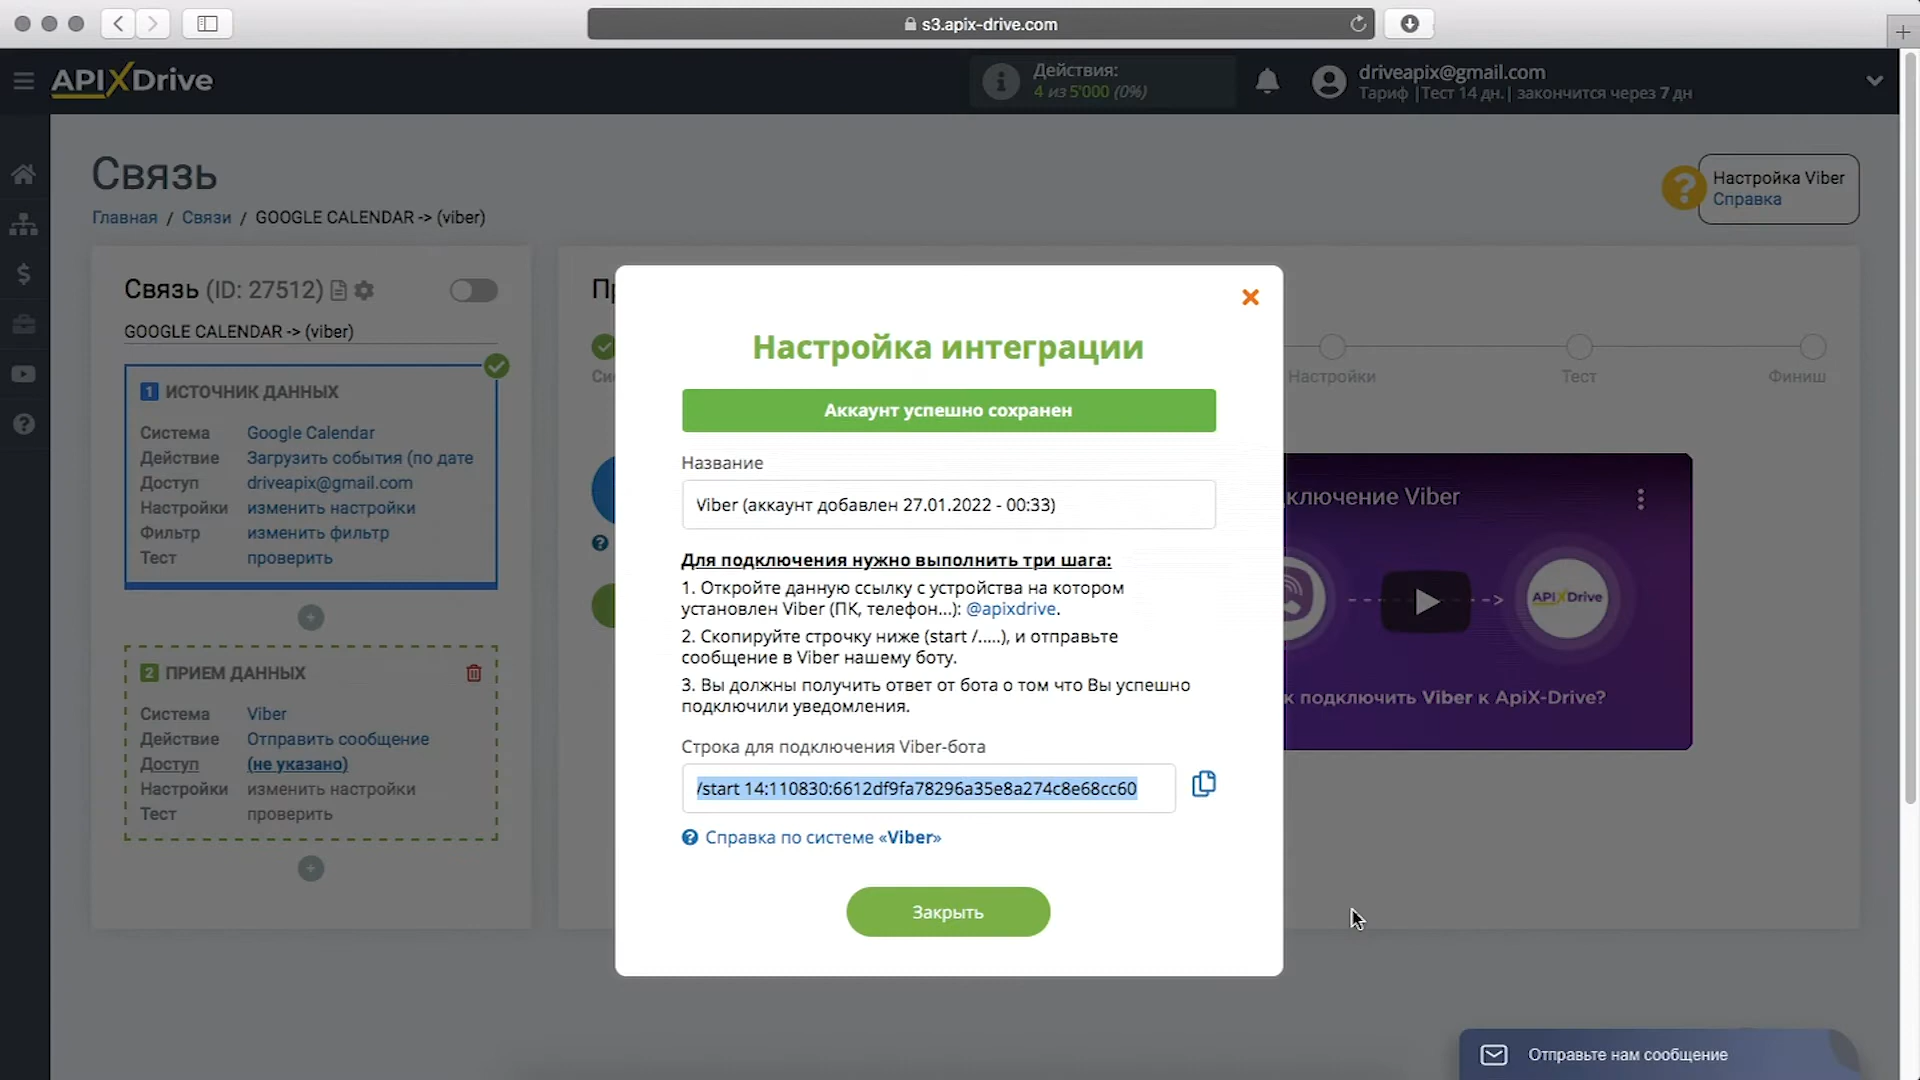 s3.apix-drive.com
APIXDrive
Действия:
4 из 5'000 (0%)
driveapix@gmail.com
Тариф |Тест 14 дн.| закончится через 7 дн
Связь
Главная / Связи / GOOGLE CALENDAR -> (viber)
Настройка Viber
Справка
Связь (ID: 27512)
GOOGLE CALENDAR -> (viber)
1 ИСТОЧНИК ДАННЫХ
Система Google Calendar
Действие Загрузить события (по дате
Доступ driveapix@gmail.com
Настройки изменить настройки
Фильтр изменить фильтр
Тест проверить
2 ПРИЕМ ДАННЫХ
Система Viber
Действие Отправить сообщение
Доступ (не указано)
Настройки изменить настройки
Тест проверить
Настройки
Тест
Финиш
ключение Viber
APIXDrive
к подключить Viber к ApiX-Drive?
Настройка интеграции
Аккаунт успешно сохранен
Название
Viber (аккаунт добавлен 27.01.2022 - 00:33)
Для подключения нужно выполнить три шага:
1. Откройте данную ссылку с устройства на котором
установлен Viber (ПК, телефон...): @apixdrive.
2. Скопируйте строчку ниже (start /.....), и отправьте
сообщение в Viber нашему боту.
3. Вы должны получить ответ от бота о том что Вы успешно
подключили уведомления.
Строка для подключения Viber-бота
/start 14:110830:6612df9fa78296a35e8a274c8e68cc60
Справка по системе «Viber»
Закрыть
Отправьте нам сообщение